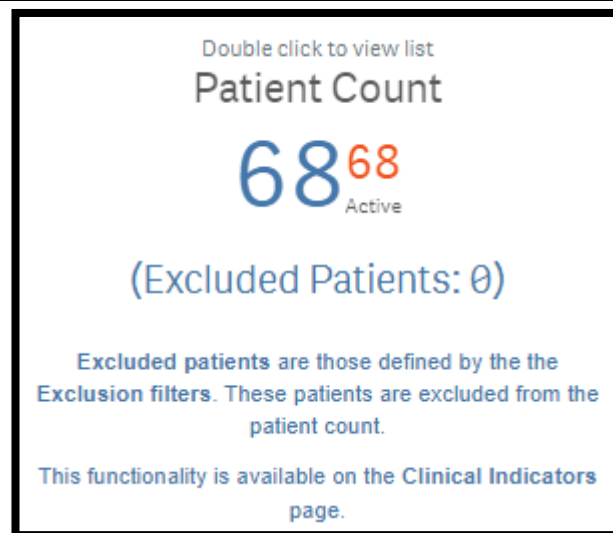 Double click to view list
Patient Count
68 68
Active
(Excluded Patients: 0)
Excluded patients are those defined by the the
Exclusion filters. These patients are excluded from the
patient count.
This functionality is available on the Clinical Indicators
page.